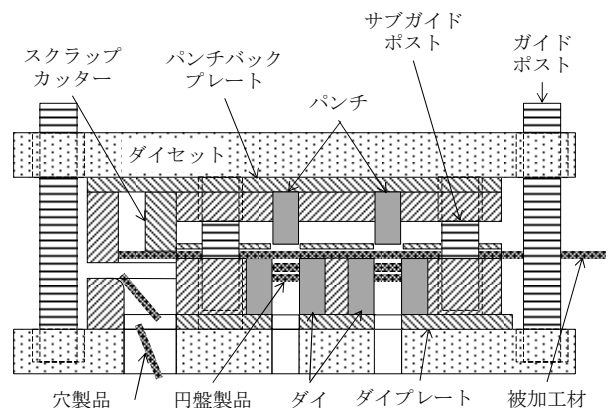 スクラップ
カッター
パンチバック
プレート
パンチ
サブガイド
ポスト
ガイド
ポスト
ダイセット
穴製品
円盤製品
ダイ
ダイプレート
被加工材